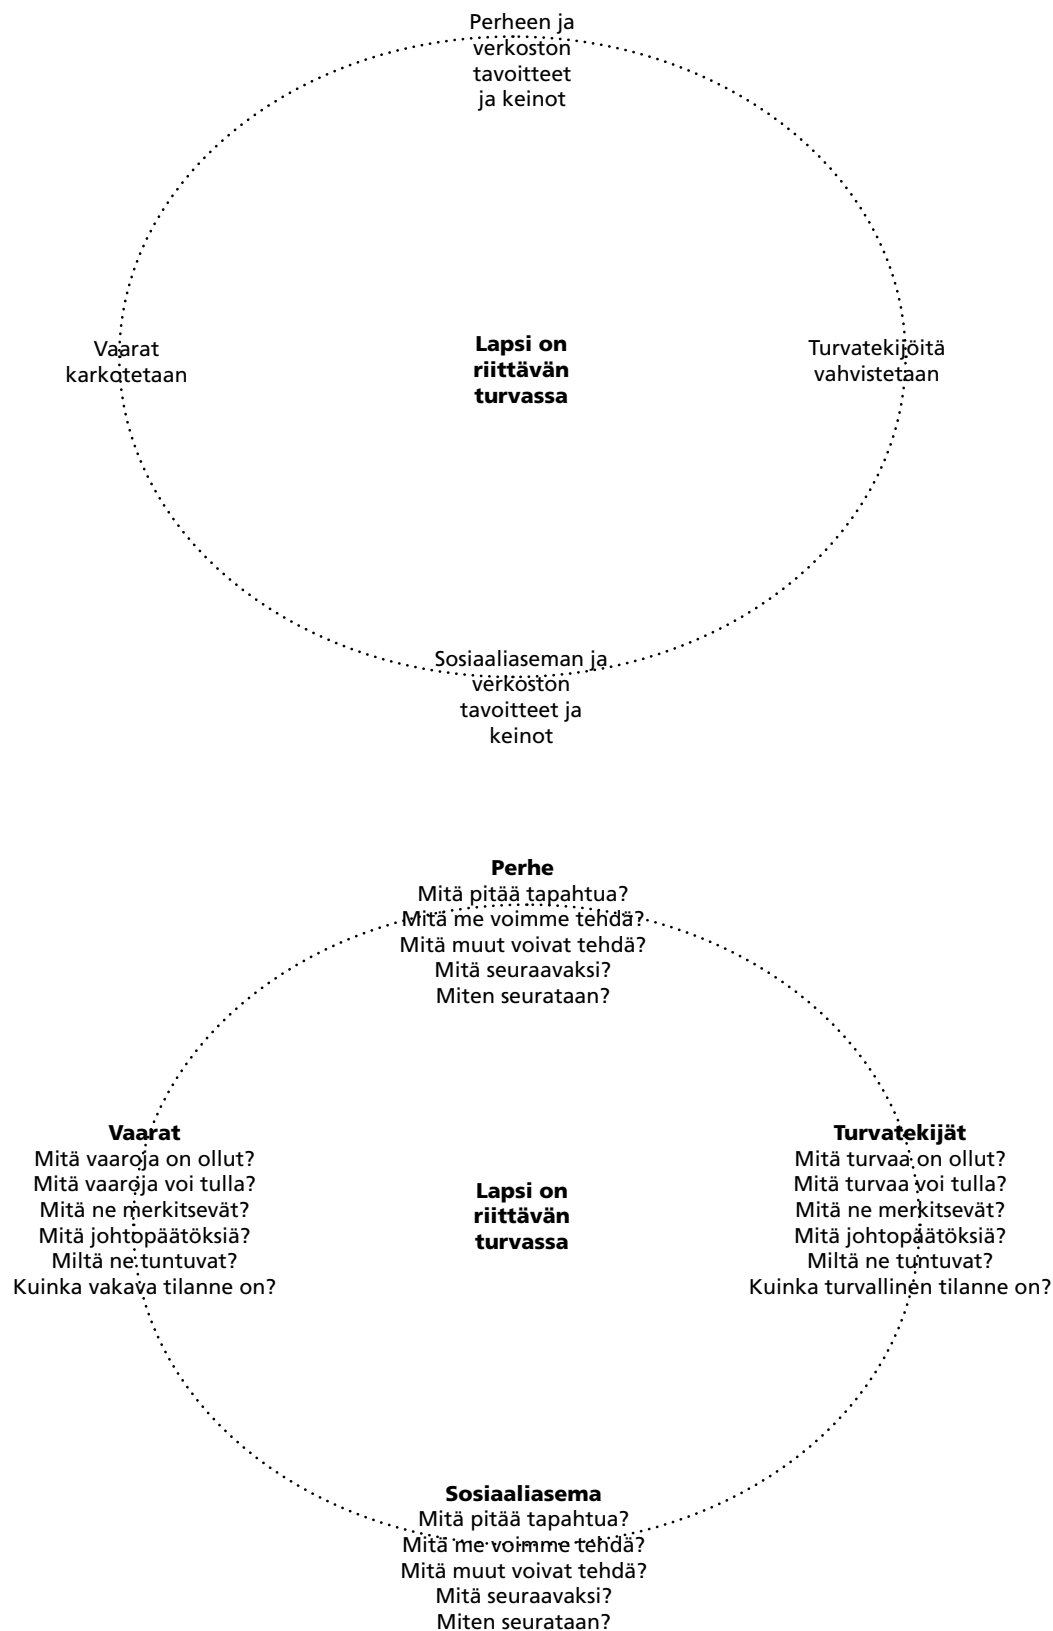 Perheen ja
verkoston
tavoitteet
ja keinot
Vaarat
karkotetaan
Lapsi on
riittävän
turvassa
Turvatekijöitä
vahvistetaan
Sosiaaliaseman ja
verkoston
tavoitteet ja
keinot
Perhe
Mitä pitää tapahtua?
Mitä me voimme tehdä?
Mitä muut voivat tehdä?
Mitä seuraavaksi?
Miten seurataan?
Vaarat
Mitä vaaroja on ollut?
Mitä vaaroja voi tulla?
Mitä ne merkitsevät?
Mitä johtopäätöksiä?
Miltä ne tuntuvat?
Kuinka vakava tilanne on?
Lapsi on
riittävän
turvassa
Turvatekijät
Mitä turvaa on ollut?
Mitä turvaa voi tulla?
Mitä ne merkitsevät?
Mitä johtopäätöksiä?
Miltä ne tuntuvat?
Kuinka turvallinen tilanne on?
Sosiaaliasema
Mitä pitää tapahtua?
Mitä me voimme tehdä?
Mitä muut voivat tehdä?
Mitä seuraavaksi?
Miten seurataan?